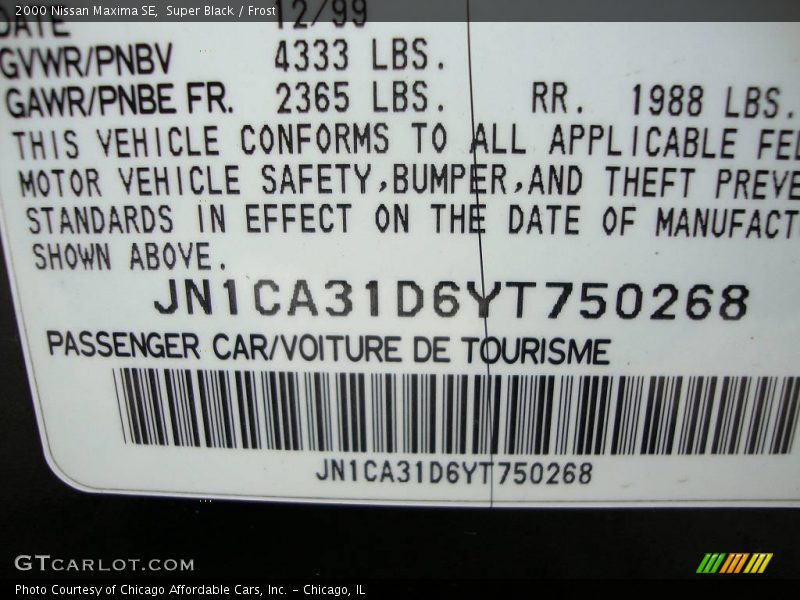 2000 Nissan Maxima SE, Super Black / Frost
DATE 12/99
GVWR/PNBV 4333 LBS.
GAWR/PNBE FR. 2365 LBS. RR. 1988 LBS.
THIS VEHICLE CONFORMS TO ALL APPLICABLE FED
MOTOR VEHICLE SAFETY,BUMPER,AND THEFT PREVE
STANDARDS IN EFFECT ON THE DATE OF MANUFACT
SHOWN ABOVE.
JN1CA31D6YT750268
PASSENGER CAR/VOITURE DE TOURISME
JN1CA31D6YT750268
GTCARLOT.COM
Photo Courtesy of Chicago Affordable Cars, Inc. - Chicago, IL